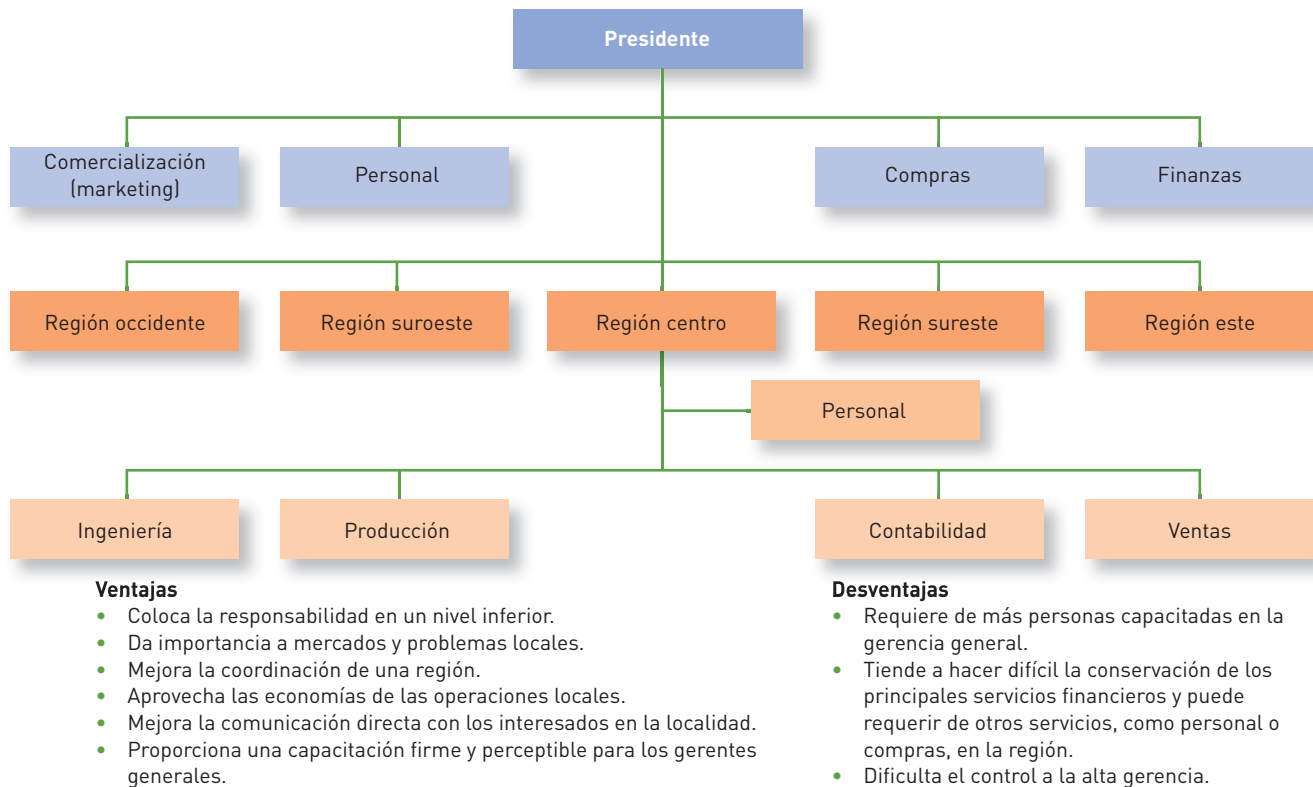 Presidente
Comercialización
(marketing)
Personal
Compras
Finanzas
Región occidente
Región suroeste
Región centro
Región sureste
Región este
Personal
Ingeniería
Producción
Contabilidad
Ventas
Ventajas
• Coloca la responsabilidad en un nivel inferior.
• Da importancia a mercados y problemas locales.
• Mejora la coordinación de una región.
• Aprovecha las economías de las operaciones locales.
• Mejora la comunicación directa con los interesados en la localidad.
• Proporciona una capacitación firme y perceptible para los gerentes
generales.
Desventajas
• Requiere de más personas capacitadas en la
gerencia general.
• Tiende a hacer difícil la conservación de los
principales servicios financieros y puede
requerir de otros servicios, como personal o
compras, en la región.
• Dificulta el control a la alta gerencia.